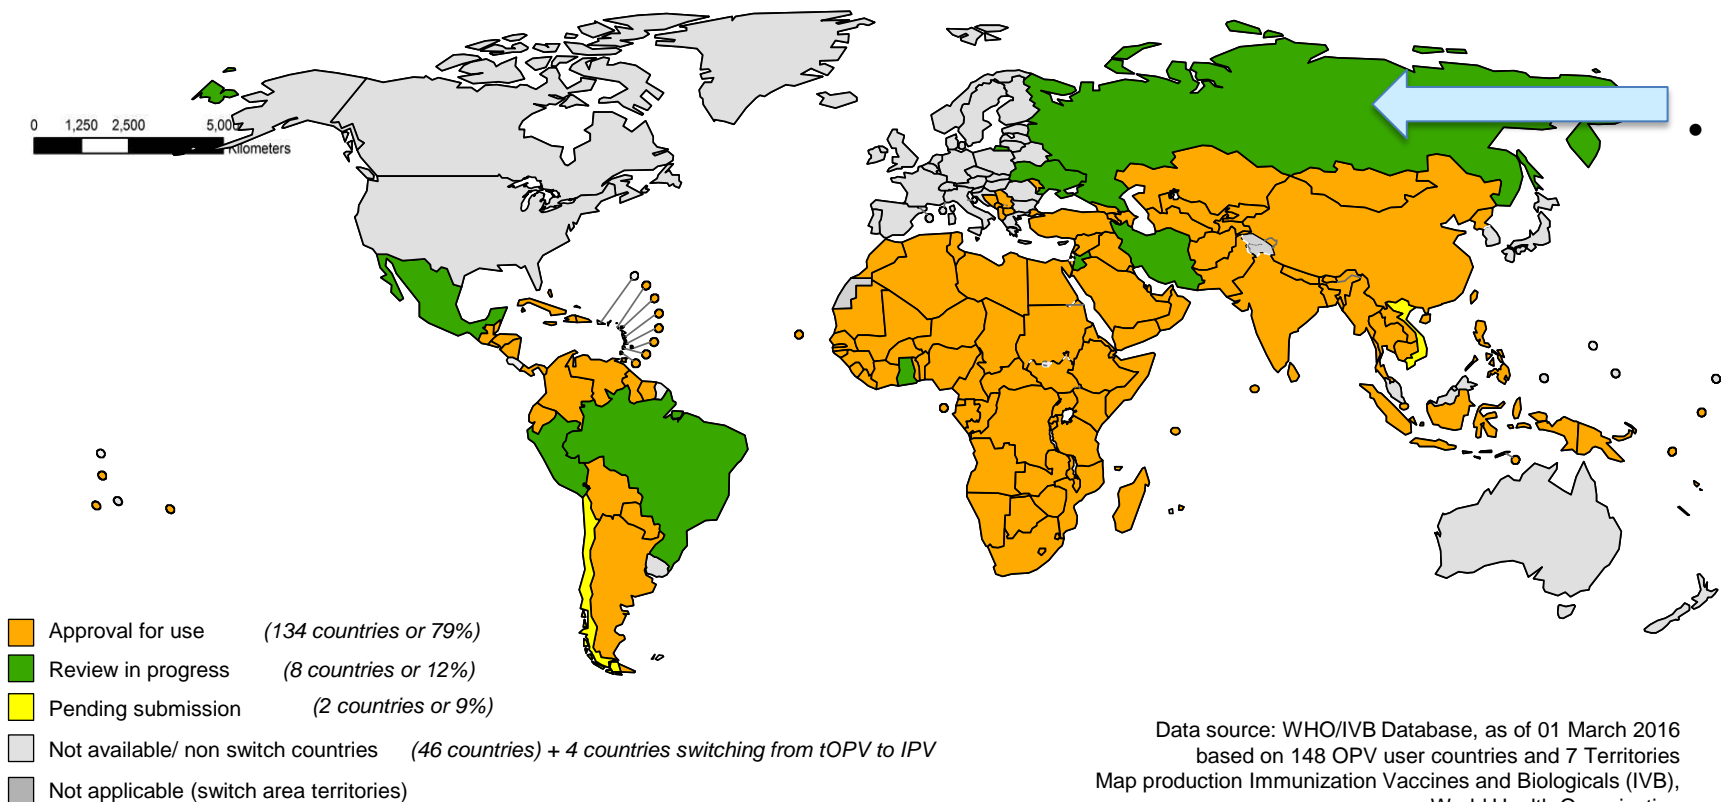 0 1,250 2,500 5,000
Kilometers
Approval for use (134 countries or 79%)
Review in progress (8 countries or 12%)
Pending submission (2 countries or 9%)
Not available/ non switch countries (46 countries) + 4 countries switching from tOPV to IPV
Not applicable (switch area territories)
Data source: WHO/IVB Database, as of 01 March 2016
based on 148 OPV user countries and 7 Territories
Map production Immunization Vaccines and Biologicals (IVB),